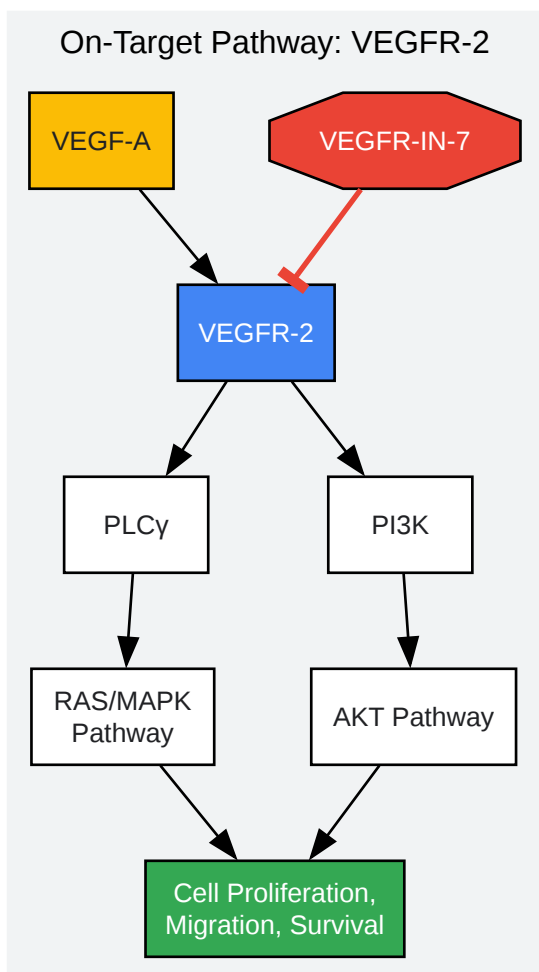 On-Target Pathway: VEGFR-2
VEGF-A
VEGFR-IN-7
VEGFR-2
PLCγ
PI3K
RAS/MAPK
Pathway
AKT Pathway
Cell Proliferation,
Migration, Survival